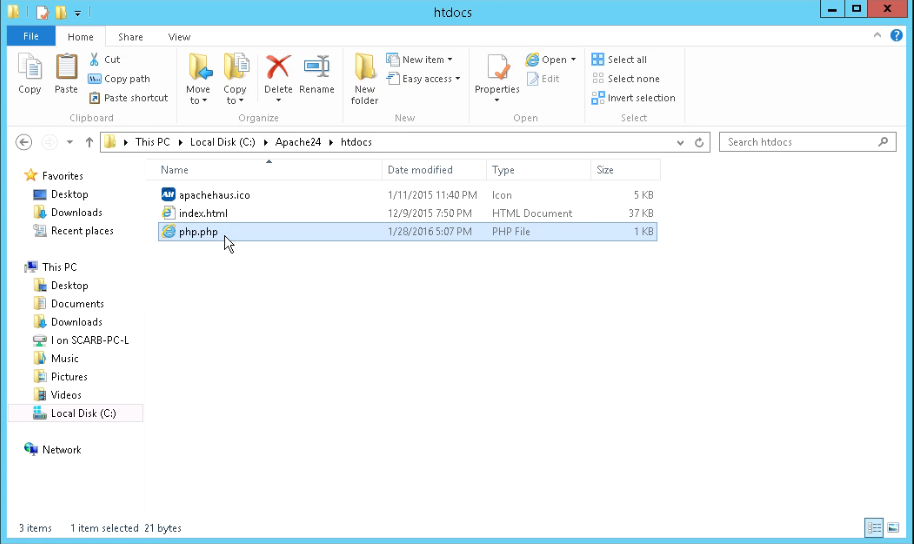 htdocs
File Home Share View
Copy
Paste
Cut
Copy path
Paste shortcut
Clipboard
Move to
Copy to
Delete
Rename
Organize
New folder
New item
Easy access
New
Properties
Open
Edit
Open
Select all
Select none
Invert selection
Select
This PC Local Disk (C:) Apache24 htdocs
Search htdocs
Favorites
Desktop
Downloads
Recent places
This PC
Desktop
Documents
Downloads
I on SCARB-PC-L
Music
Pictures
Videos
Local Disk (C:)
Network
Name Date modified Type Size
AH apachehaus.ico 1/11/2015 11:40 PM Icon 5 KB
index.html 12/9/2015 7:50 PM HTML Document 37 KB
php.php 1/28/2016 5:07 PM PHP File 1 KB
3 items 1 item selected 21 bytes